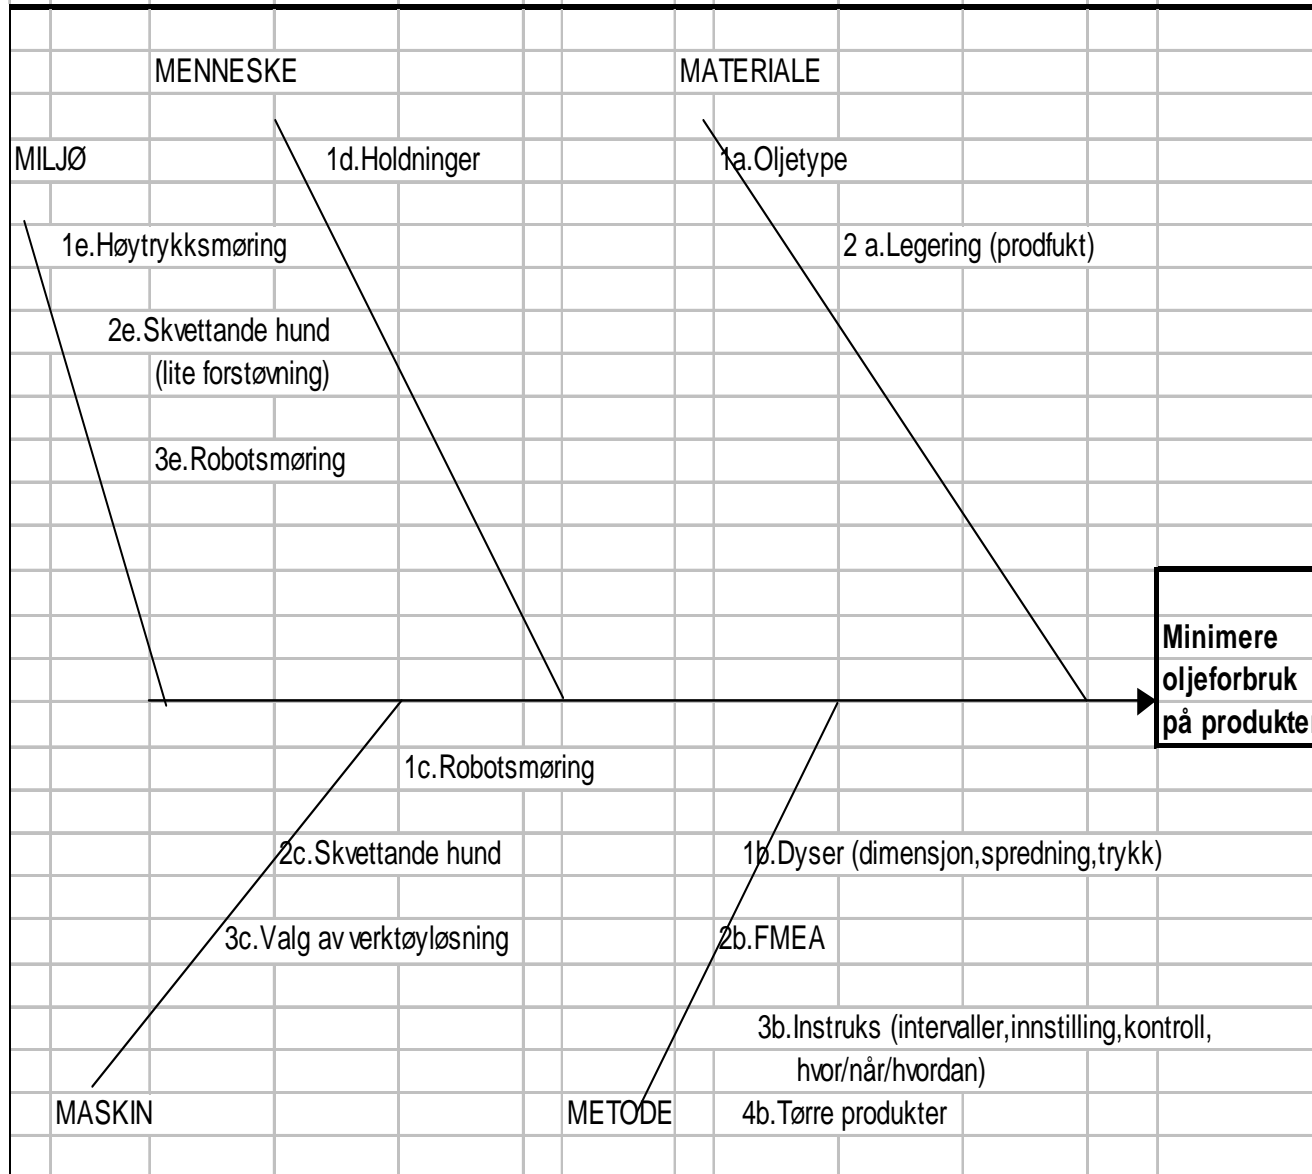 MENNESKE
MATERIALE
MILJØ
1d.Holdninger
1a.Oljetype
1e.Høytrykksmøring
2 a.Legering (prodfukt)
2e.Skvettande hund
(lite forstøvning)
3e.Robotsmøring
Minimere
oljeforbruk
på produkter
1c.Robotsmøring
2c.Skvettande hund
1b.Dyser (dimensjon,spredning,trykk)
3c.Valg av verktøyløsning
2b.FMEA
3b.Instruks (intervaller,innstilling,kontroll,
hvor/når/hvordan)
MASKIN
METODE
4b.Tørre produkter